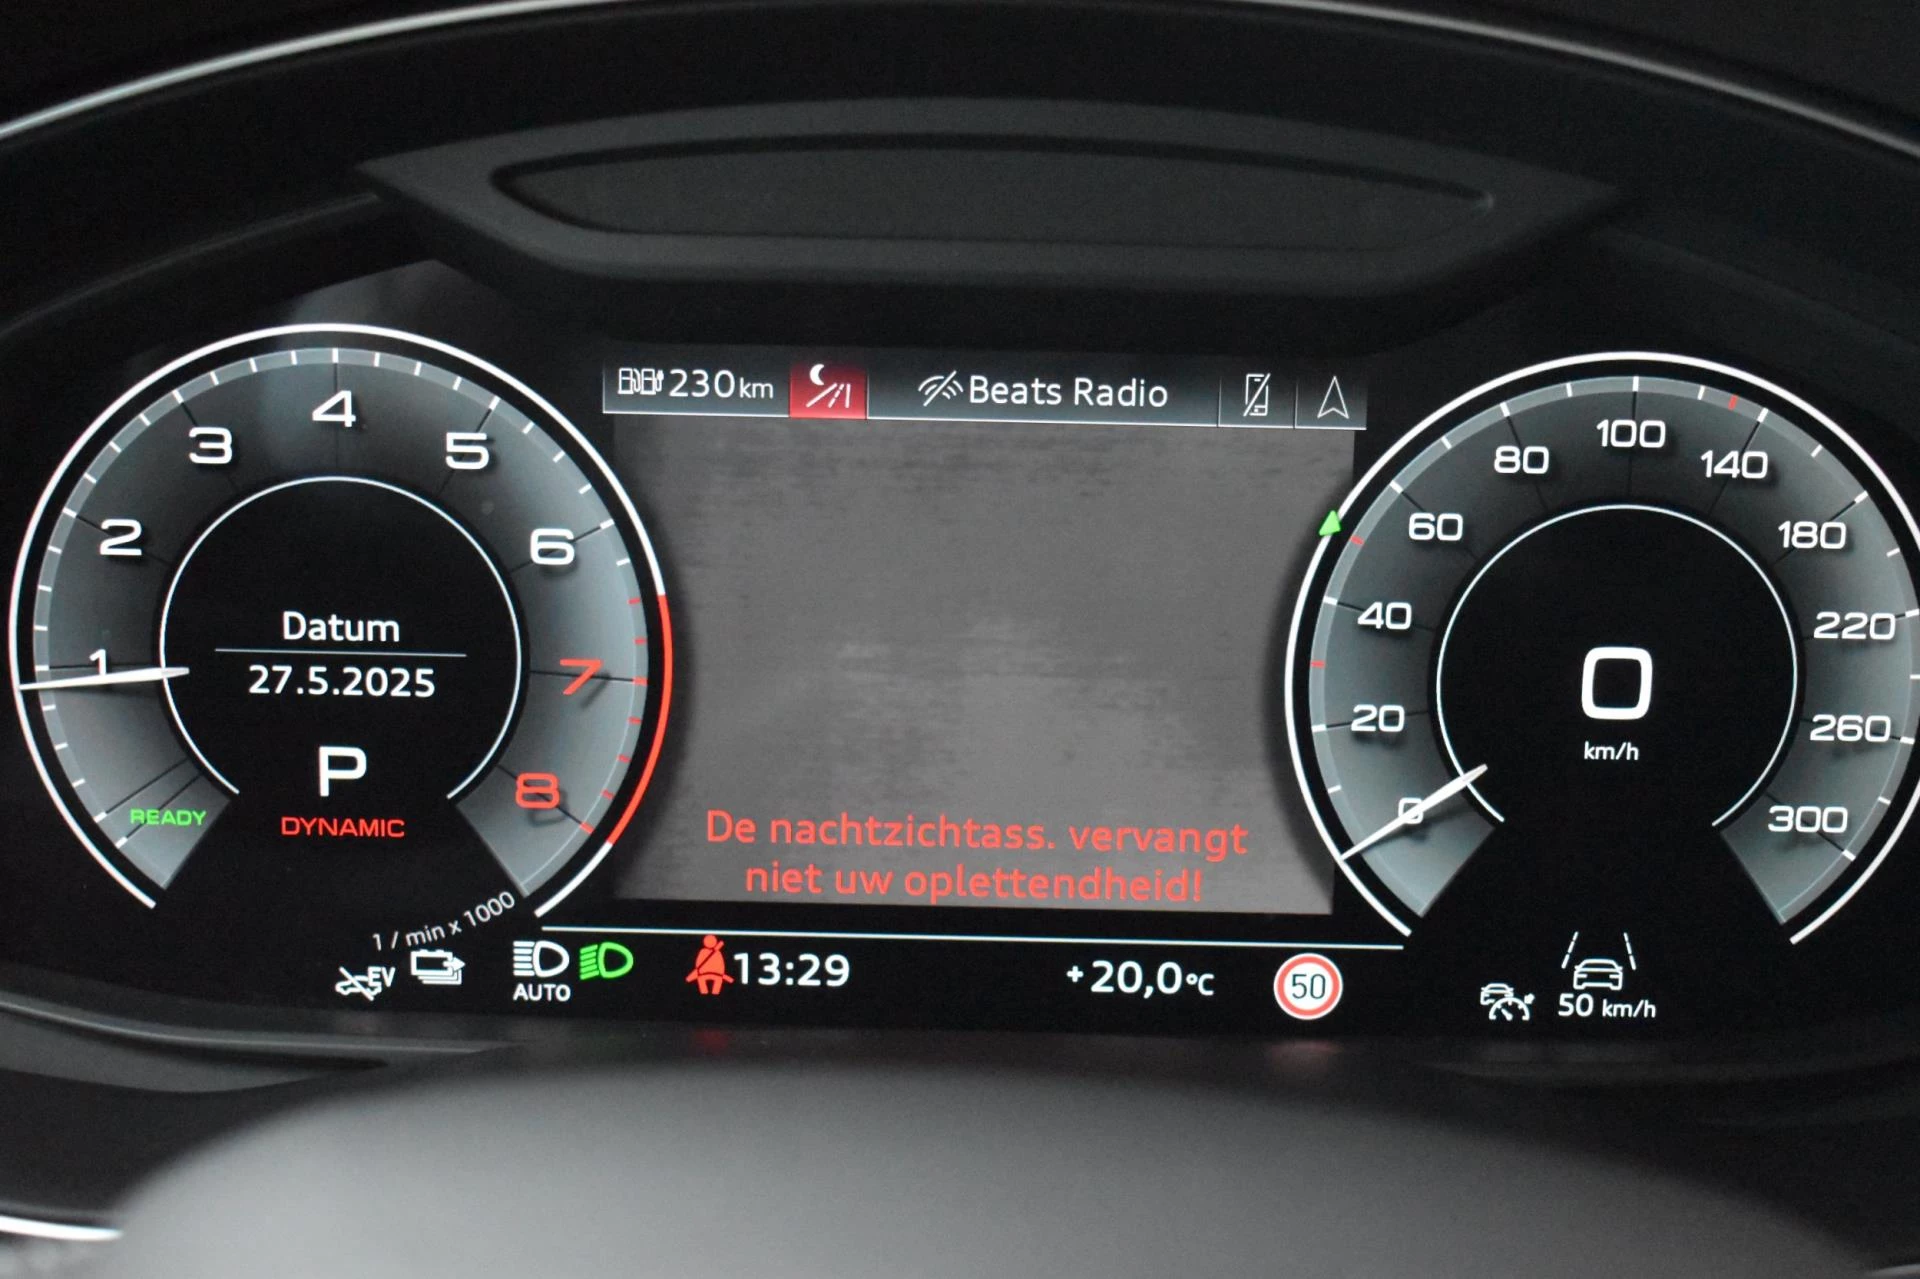 230 km
Beats Radio
1
2
3
4
5
6
7
8
Datum
27.5.2025
P
READY
DYNAMIC
1 / min x 1000
De nachtzichtass. vervangt
niet uw oplettendheid!
0
20
40
60
80
100
140
180
220
260
300
0
km/h
EV
AUTO
13:29
+20,0°C
50
50 km/h